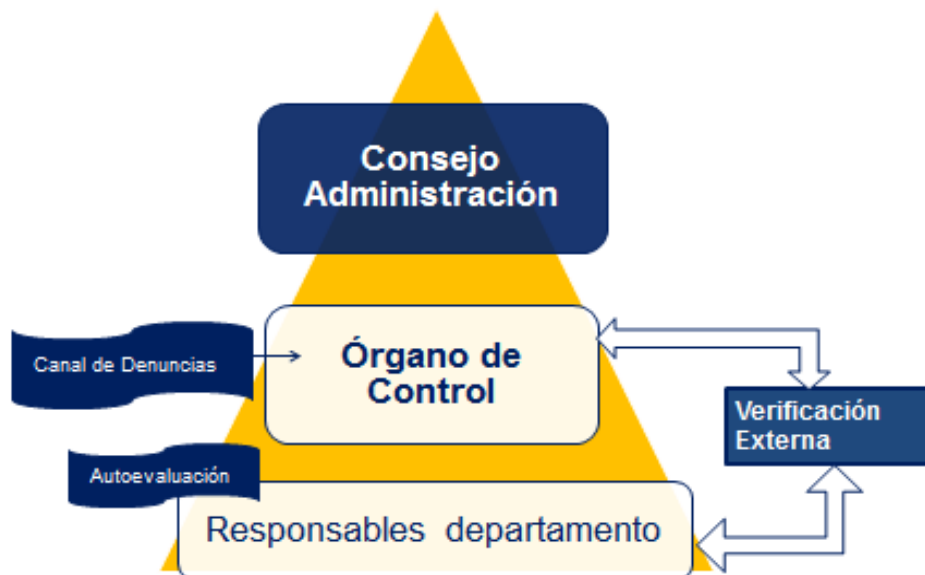 Consejo
Administración
Canal de Denuncias
Órgano de
Control
Verificación
Externa
Autoevaluación
Responsables departamento